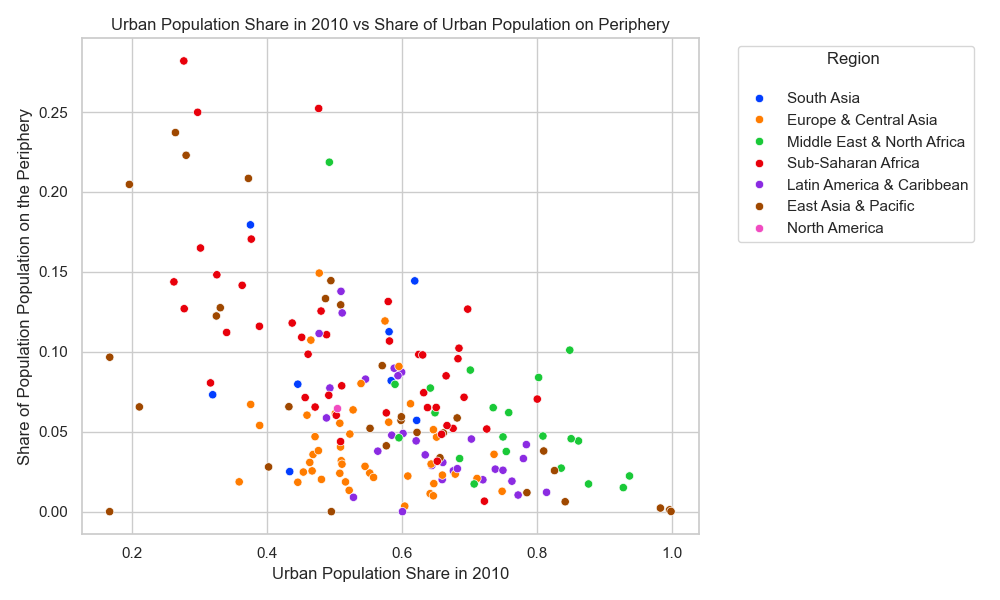 Urban Population Share in 2010 vs Share of Urban Population on Periphery
Share of Population Population on the Periphery
0.25
0.20
0.15
0.10
0.05
0.00
0.2 0.4 0.6 0.8 1.0
Urban Population Share in 2010
Region
South Asia
Europe & Central Asia
Middle East & North Africa
Sub-Saharan Africa
Latin America & Caribbean
East Asia & Pacific
North America